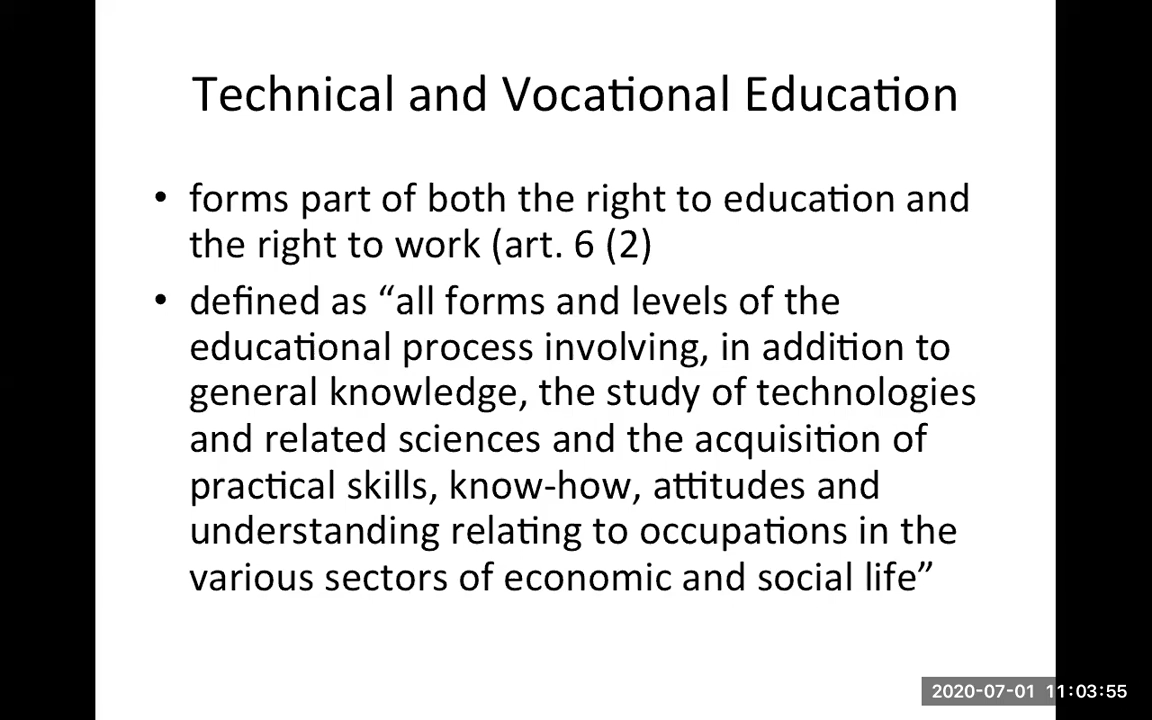 Technical and Vocational Education
• forms part of both the right to education and
the right to work (art. 6 (2)
• defined as “all forms and levels of the
educational process involving, in addition to
general knowledge, the study of technologies
and related sciences and the acquisition of
practical skills, know-how, attitudes and
understanding relating to occupations in the
various sectors of economic and social life”
2020-07-01 11:03:55